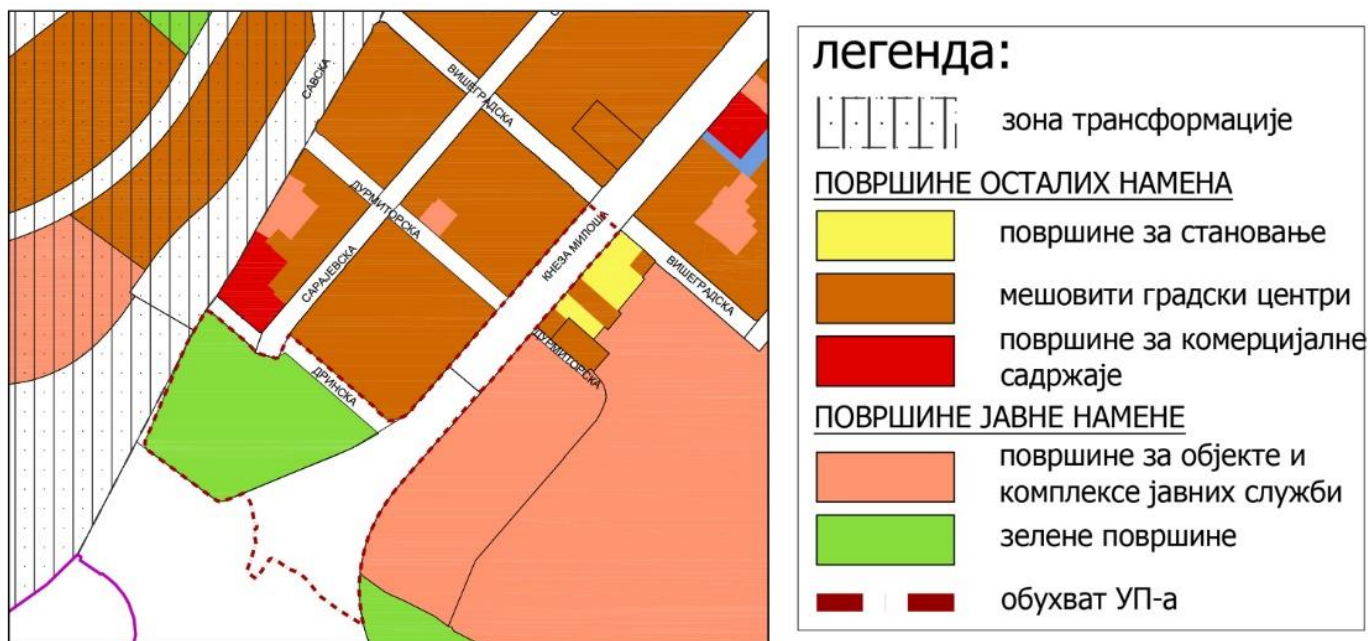 САВСКА
ВИШЕГРАДСКА
ДУРМИТОРСКА
САРАЈЕВСКА
КНЕЗА МИЛОША
ВИШЕГРАДСКА
ДУРМИТОРСКА
ДРИНСКА
легенда:
зона трансформације
ПОВРШИНЕ ОСТАЛИХ НАМЕНА
површине за становање
мешовити градски центри
површине за комерцијалне
садржаје
ПОВРШИНЕ ЈАВНЕ НАМЕНЕ
површине за објекте и
комплексе јавних служби
зелене површине
обухват УП-а